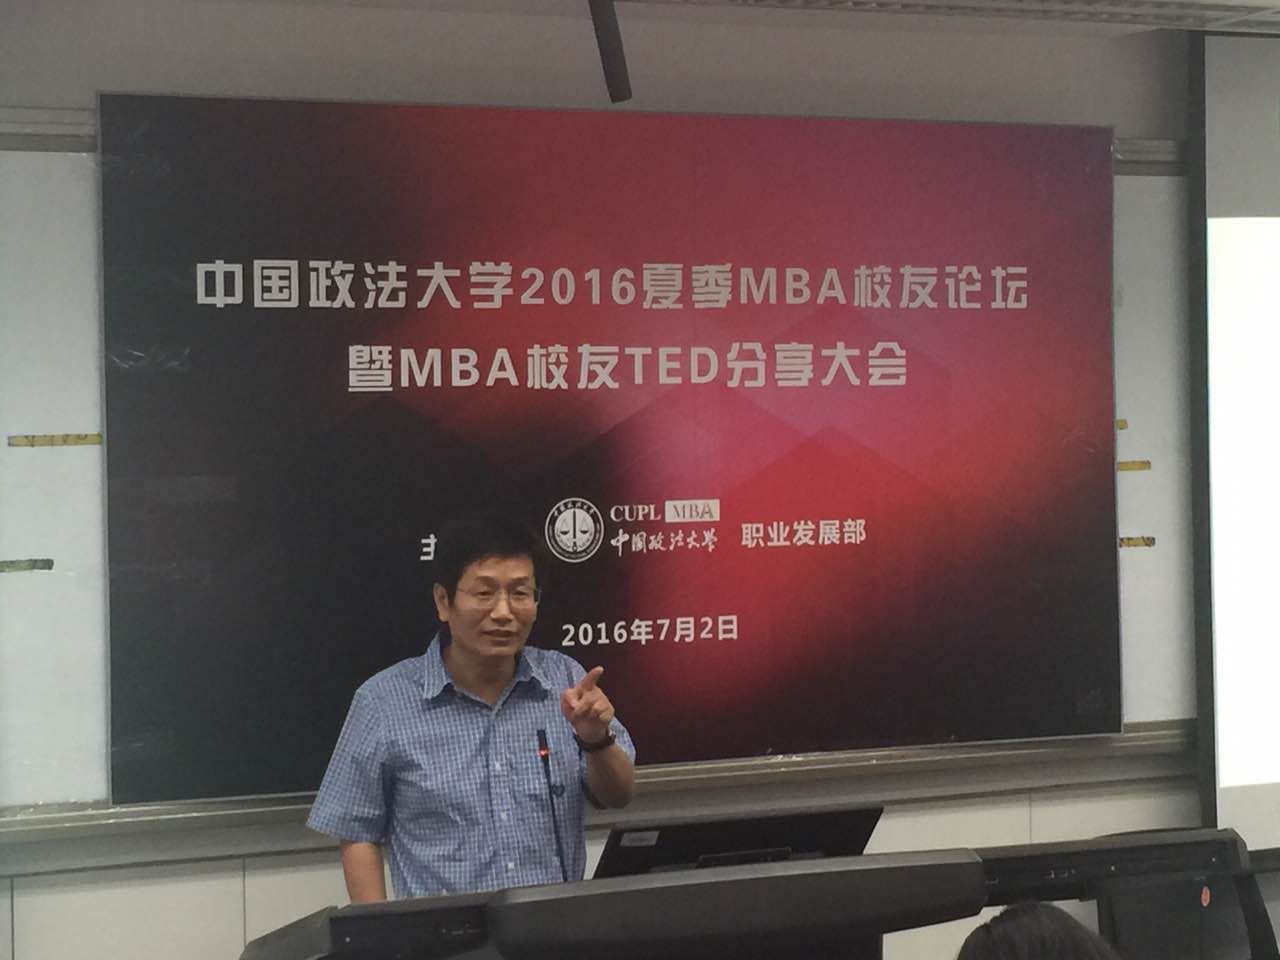 中国政法大学2016夏季MBA校友论坛
暨MBA校友TED分享大会
主
CUPL MBA
中国政法大学
职业发展部
2016年7月2日